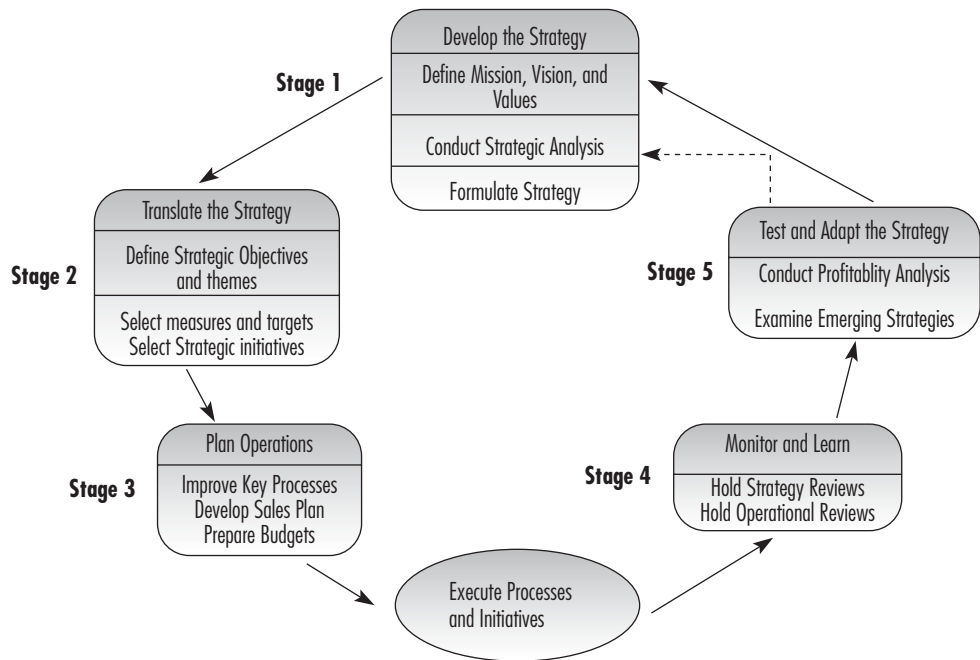 Stage 1
Develop the Strategy
Define Mission, Vision, and
Values
Conduct Strategic Analysis
Formulate Strategy
Stage 2
Translate the Strategy
Define Strategic Objectives
and themes
Select measures and targets
Select Strategic initiatives
Stage 3
Plan Operations
Improve Key Processes
Develop Sales Plan
Prepare Budgets
Execute Processes
and Initiatives
Stage 4
Monitor and Learn
Hold Strategy Reviews
Hold Operational Reviews
Stage 5
Test and Adapt the Strategy
Conduct Profitablity Analysis
Examine Emerging Strategies